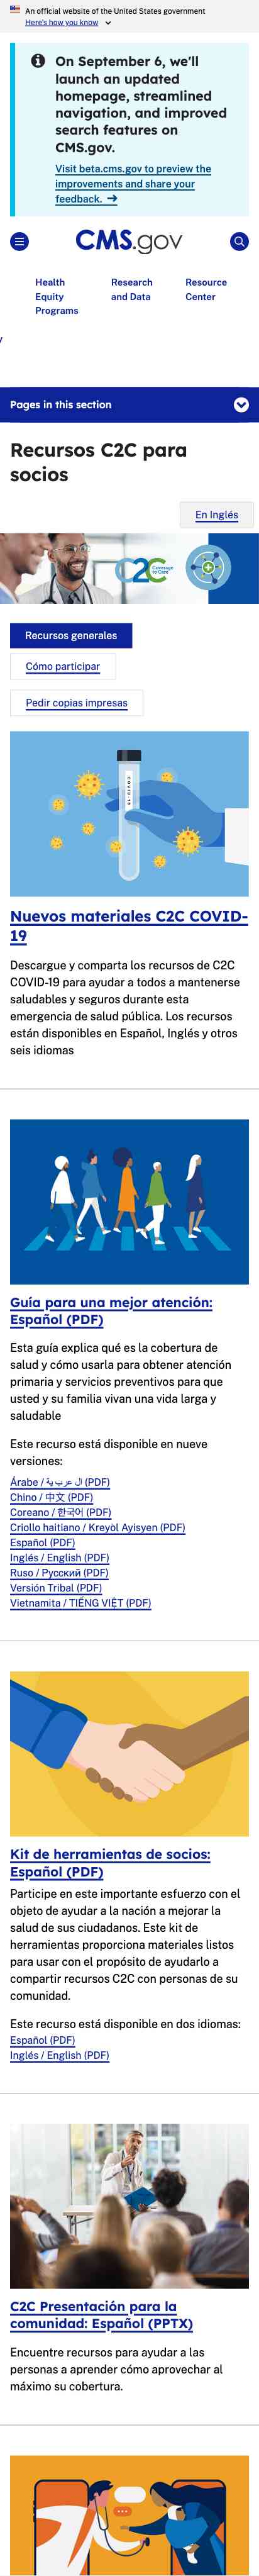 An official website of the United States government
Here's how you know
On September 6, we'll
launch an updated
homepage, streamlined
navigation, and improved
search features on
CMS.gov.
Visit beta.cms.gov to preview the
improvements and share your
feedback. →
CMS.gov
Health
Equity
Programs
Research
and Data
Resource
Center
y
Pages in this section
Recursos C2C para
socios
En Inglés
C2C Coverage
to Care
Recursos generales
Cómo participar
Pedir copias impresas
COVID-19
Nuevos materiales C2C COVID-
19
Descargue y comparta los recursos de C2C
COVID-19 para ayudar a todos a mantenerse
saludables y seguros durante esta
emergencia de salud pública. Los recursos
están disponibles en Español, Inglés y otros
seis idiomas
Guía para una mejor atención:
Español (PDF)
Esta guía explica qué es la cobertura de
salud y cómo usarla para obtener atención
primaria y servicios preventivos para que
usted y su familia vivan una vida larga y
saludable
Este recurso está disponible en nueve
versiones:
Árabe / ال عرب ية (PDF)
Chino / 中文 (PDF)
Coreano / 한국어 (PDF)
Criollo haitiano / Kreyòl Ayisyen (PDF)
Español (PDF)
Inglés / English (PDF)
Ruso / Русский (PDF)
Versión Tribal (PDF)
Vietnamita / TIẾNG VIỆT (PDF)
Kit de herramientas de socios:
Español (PDF)
Participe en este importante esfuerzo con el
objeto de ayudar a la nación a mejorar la
salud de sus ciudadanos. Este kit de
herramientas proporciona materiales listos
para usar con el propósito de ayudarlo a
compartir recursos C2C con personas de su
comunidad.
Este recurso está disponible en dos idiomas:
Español (PDF)
Inglés / English (PDF)
C2C Presentación para la
comunidad: Español (PPTX)
Encuentre recursos para ayudar a las
personas a aprender cómo aprovechar al
máximo su cobertura.